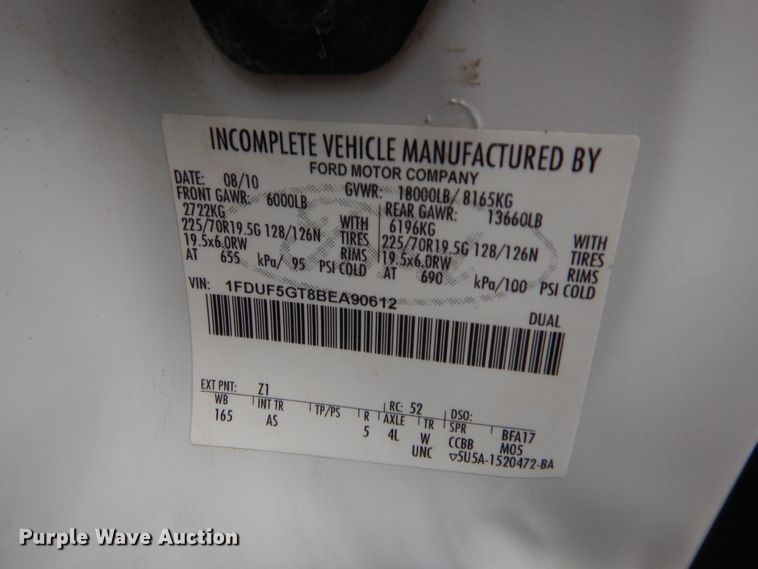 INCOMPLETE VEHICLE MANUFACTURED BY
FORD MOTOR COMPANY
DATE: 08/10 GVWR: 18000LB/ 8165KG
FRONT GAWR: 6000LB REAR GAWR: 13660LB
2722KG WITH 6196KG WITH
225/70R19.5G 128/126N TIRES 225/70R19.5G 128/126N TIRES
19.5x6.0RW RIMS 19.5x6.0RW RIMS
AT 655 kPa/ 95 PSI COLD AT 690 kPa/100 PSI COLD
VIN: 1FDUF5GT8BEA90612
DUAL
EXT PNT: Z1 RC: 52 DSO:
WB INT TR TP/PS R AXLE TR SPR BFA17
165 AS 5 4L W CCBB M05
UNC ▽5U5A-1520472-BA
Purple Wave Auction